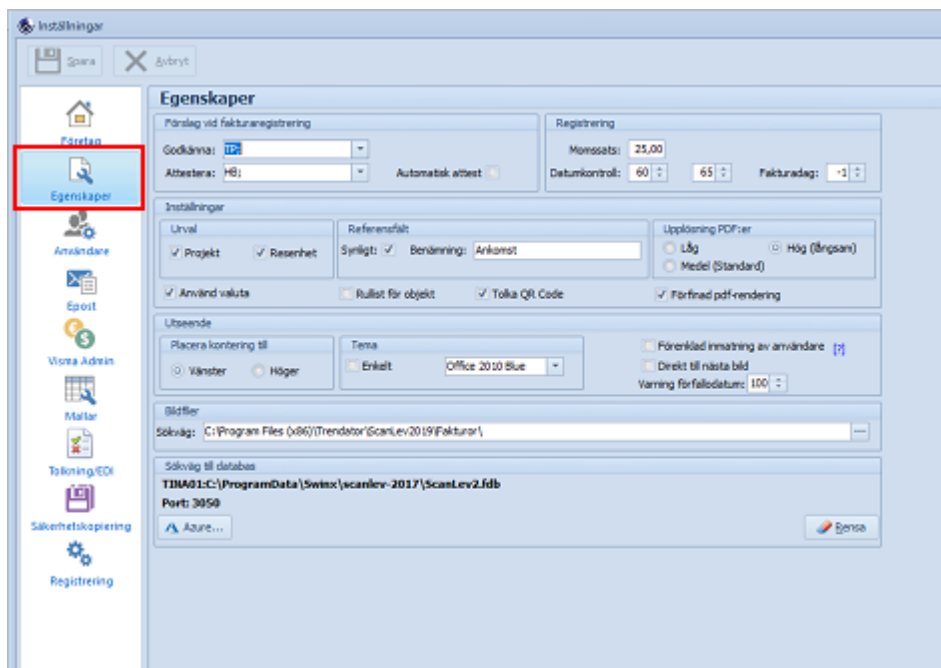 Inställningar
Spara
Avbryt
Företag
Egenskaper
Användare
Epost
Visma Admin
Mallar
Tolkning/EDI
Säkerhetskopiering
Registrering
Egenskaper
Förslag vid fakturaregistrering
Godkänna: TP;
Attestera: HB; Automatisk attest
Registrering
Momssats: 25,00
Datumkontroll: 60 65 Fakturadag: -1
Inställningar
Urval
Projekt Resenhet
Referensfält
Synligt: Benämning: Ankomst
Upplösning PDF:er
Låg Hög (långsam)
Medel (Standard)
Använd valuta Rullist för objekt Tolka QR Code Förfinad pdf-rendering
Utseende
Placera kontering till
Vänster Höger
Tema
Enkelt Office 2010 Blue
Förenklad inmatning av användare [?]
Direkt till nästa bild
Varning förfallodatum: 100
Bildfiler
Sökväg: C:\Program Files (x86)\Trendator\ScanLev2019\Fakturor\
Sökväg till databas
TINA01:C:\ProgramData\Swinx\scanlev-2017\ScanLev2.fdb
Port: 3050
Azure...
Rensa